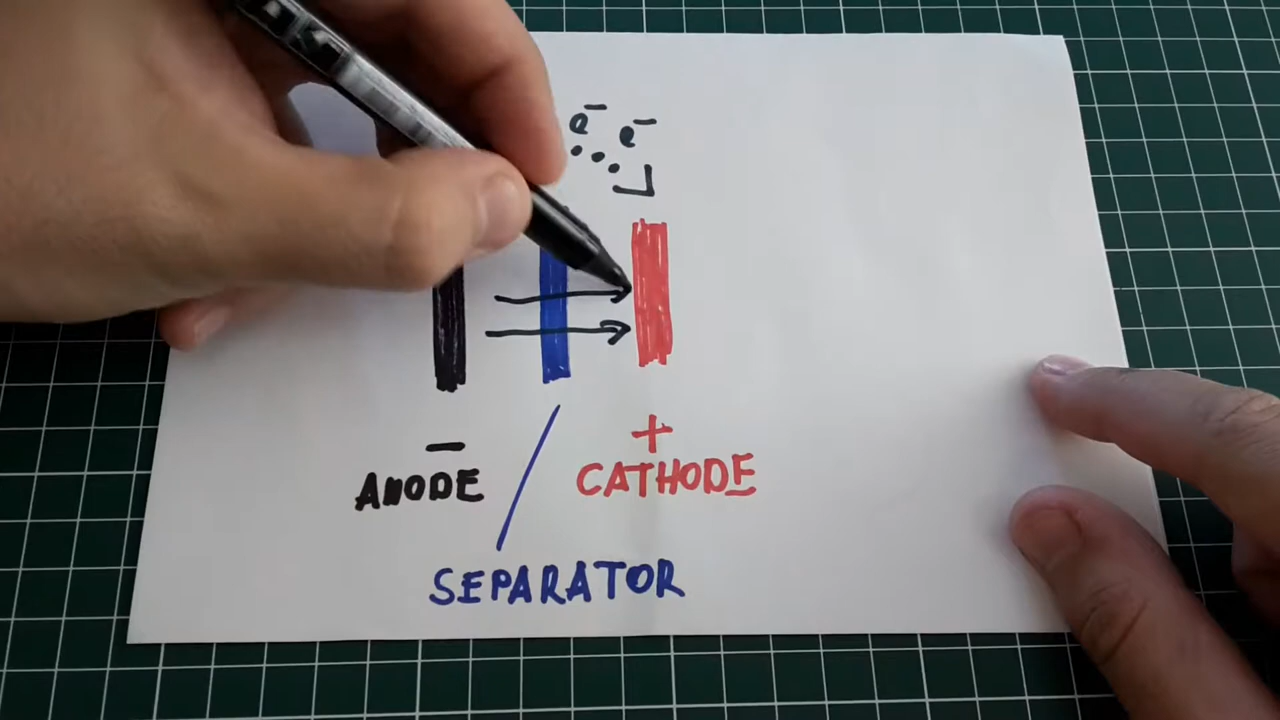 e⁻ e⁻
−
ANODE
+
CATHODE
SEPARATOR